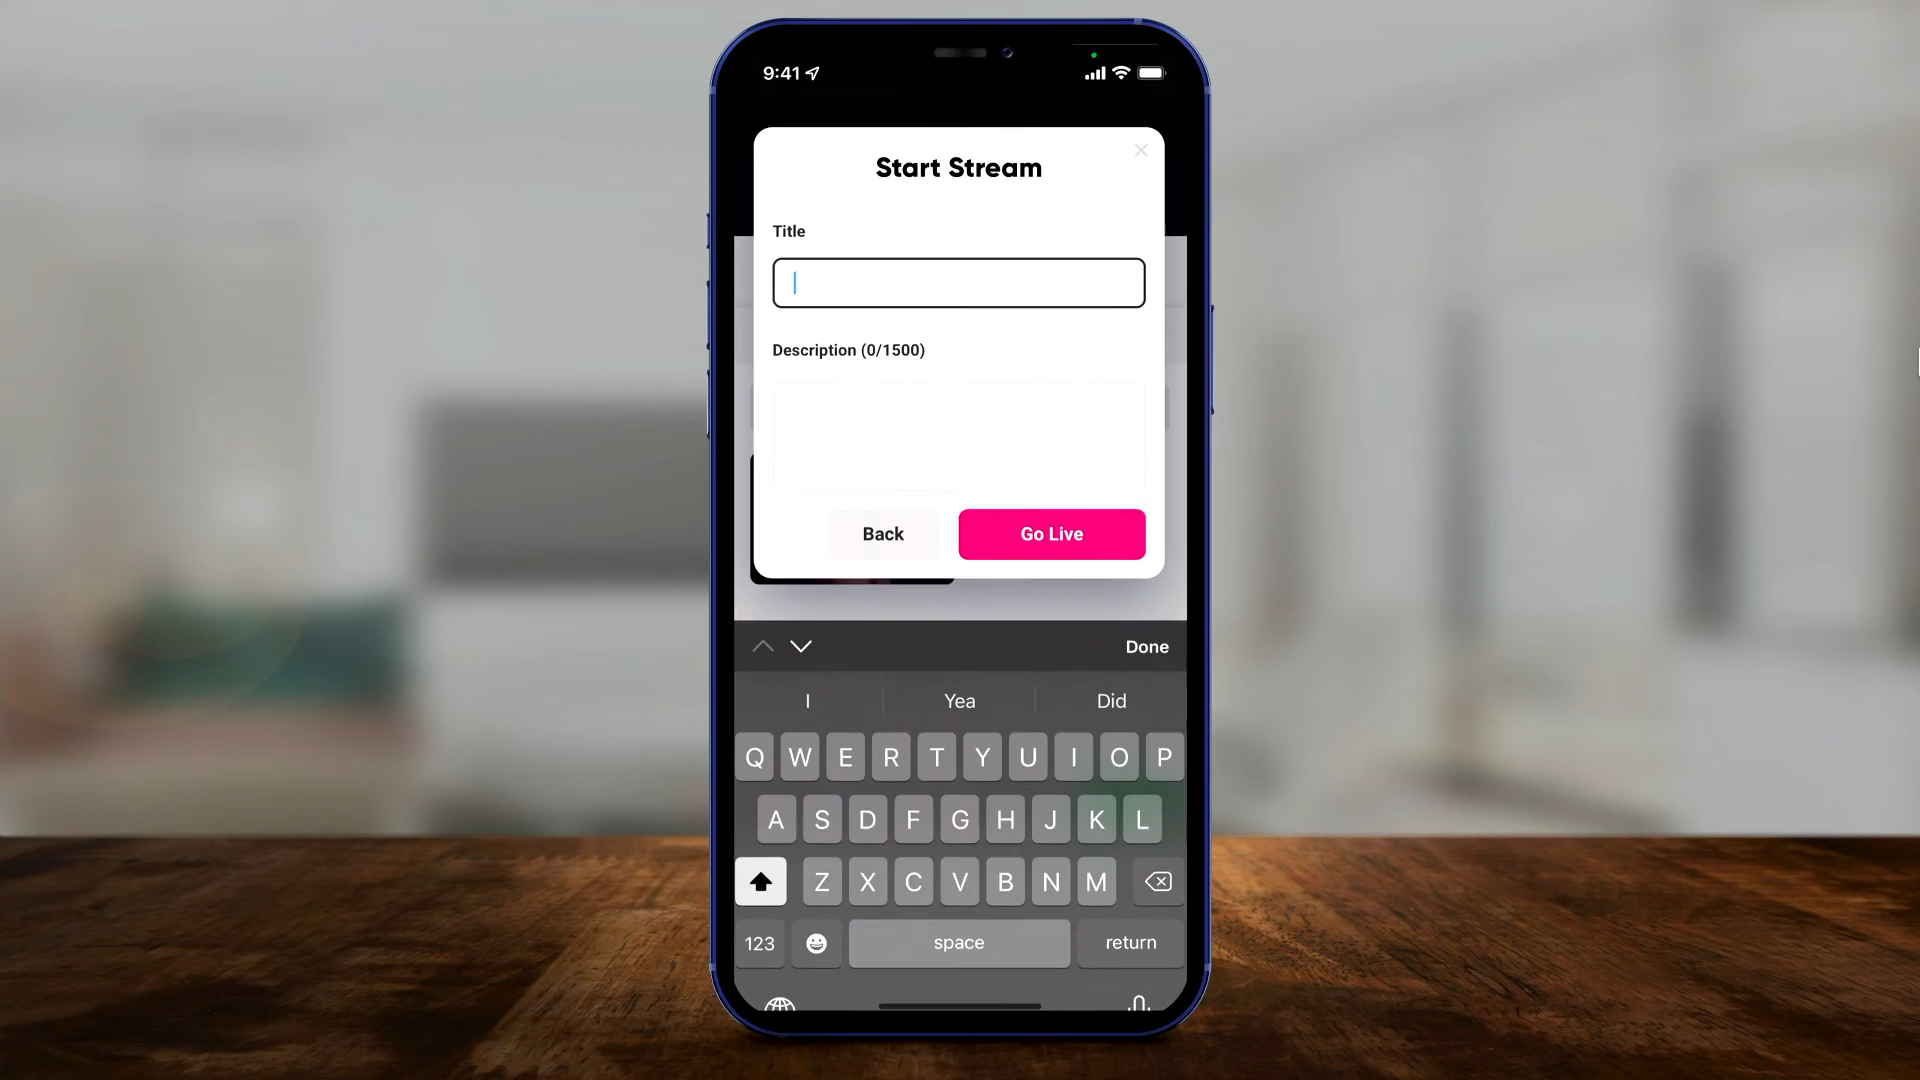 9:41
Start Stream
Title
Description (0/1500)
Back
Go Live
Done
I
Yea
Did
Q W E R T Y U I O P
A S D F G H J K L
Z X C V B N M
123
space
return